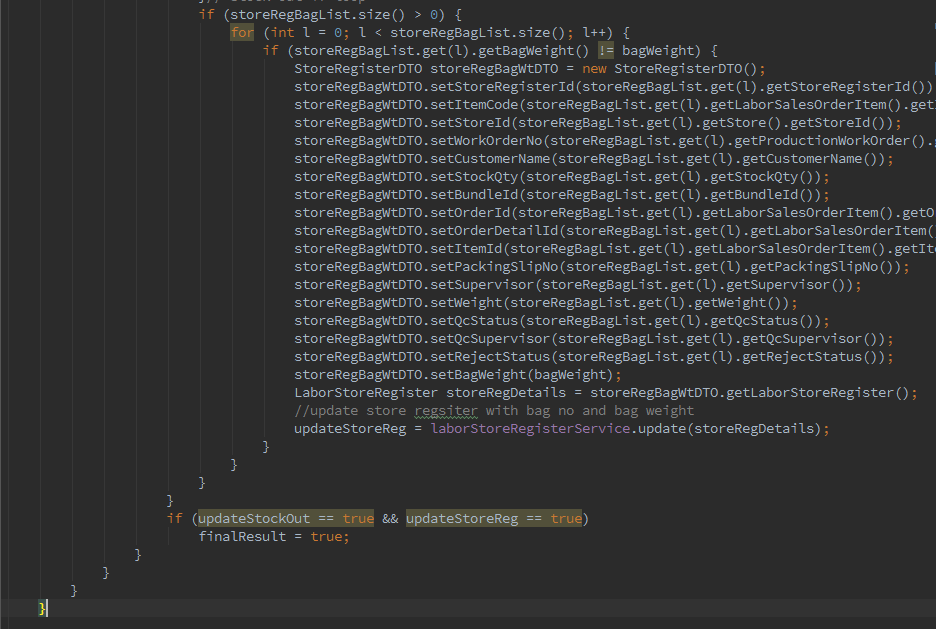 if (storeRegBagList.size() > 0) {
for (int l = 0; l < storeRegBagList.size(); l++) {
if (storeRegBagList.get(l).getBagWeight() != bagWeight) {
StoreRegisterDTO storeRegBagWtDTO = new StoreRegisterDTO();
storeRegBagWtDTO.setStoreRegisterId(storeRegBagList.get(l).getStoreRegisterId())
storeRegBagWtDTO.setItemCode(storeRegBagList.get(l).getLaborSalesOrderItem().get
storeRegBagWtDTO.setStoreId(storeRegBagList.get(l).getStore().getStoreId());
storeRegBagWtDTO.setWorkOrderNo(storeRegBagList.get(l).getProductionWorkOrder().
storeRegBagWtDTO.setCustomerName(storeRegBagList.get(l).getCustomerName());
storeRegBagWtDTO.setStockQty(storeRegBagList.get(l).getStockQty());
storeRegBagWtDTO.setBundleId(storeRegBagList.get(l).getBundleId());
storeRegBagWtDTO.setOrderId(storeRegBagList.get(l).getLaborSalesOrderItem().getO
storeRegBagWtDTO.setOrderDetailId(storeRegBagList.get(l).getLaborSalesOrderItem(
storeRegBagWtDTO.setItemId(storeRegBagList.get(l).getLaborSalesOrderItem().getIt
storeRegBagWtDTO.setPackingSlipNo(storeRegBagList.get(l).getPackingSlipNo());
storeRegBagWtDTO.setSupervisor(storeRegBagList.get(l).getSupervisor());
storeRegBagWtDTO.setWeight(storeRegBagList.get(l).getWeight());
storeRegBagWtDTO.setQcStatus(storeRegBagList.get(l).getQcStatus());
storeRegBagWtDTO.setQcSupervisor(storeRegBagList.get(l).getQcSupervisor());
storeRegBagWtDTO.setRejectStatus(storeRegBagList.get(l).getRejectStatus());
storeRegBagWtDTO.setBagWeight(bagWeight);
LaborStoreRegister storeRegDetails = storeRegBagWtDTO.getLaborStoreRegister();
//update store regsiter with bag no and bag weight
updateStoreReg = laborStoreRegisterService.update(storeRegDetails);
}
}
}
}
if (updateStockOut == true && updateStoreReg == true)
finalResult = true;
}
}
}
}